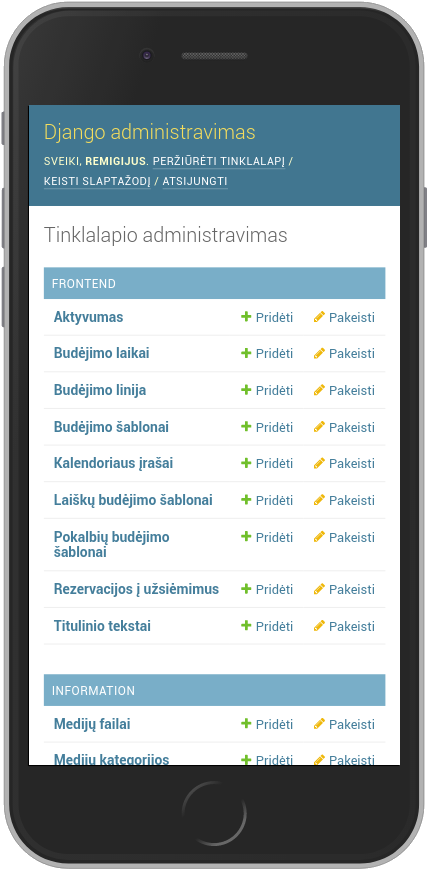 Django administravimas
SVEIKI, REMIGIJUS. PERŽIŪRĖTI TINKLALAPĮ /
KEISTI SLAPTAŽODĮ / ATSIJUNGTI
Tinklalapio administravimas
FRONTEND
Aktyvumas Pridėti Pakeisti
Budėjimo laikai Pridėti Pakeisti
Budėjimo linija Pridėti Pakeisti
Budėjimo šablonai Pridėti Pakeisti
Kalendoriaus įrašai Pridėti Pakeisti
Laiškų budėjimo šablonai Pridėti Pakeisti
Pokalbių budėjimo Pridėti Pakeisti
šablonai
Rezervacijos į užsiėmimus Pridėti Pakeisti
Titulinio tekstai Pridėti Pakeisti
INFORMATION
Medijų failai Pridėti Pakeisti
Medijų kategorijos Pridėti Pakeisti